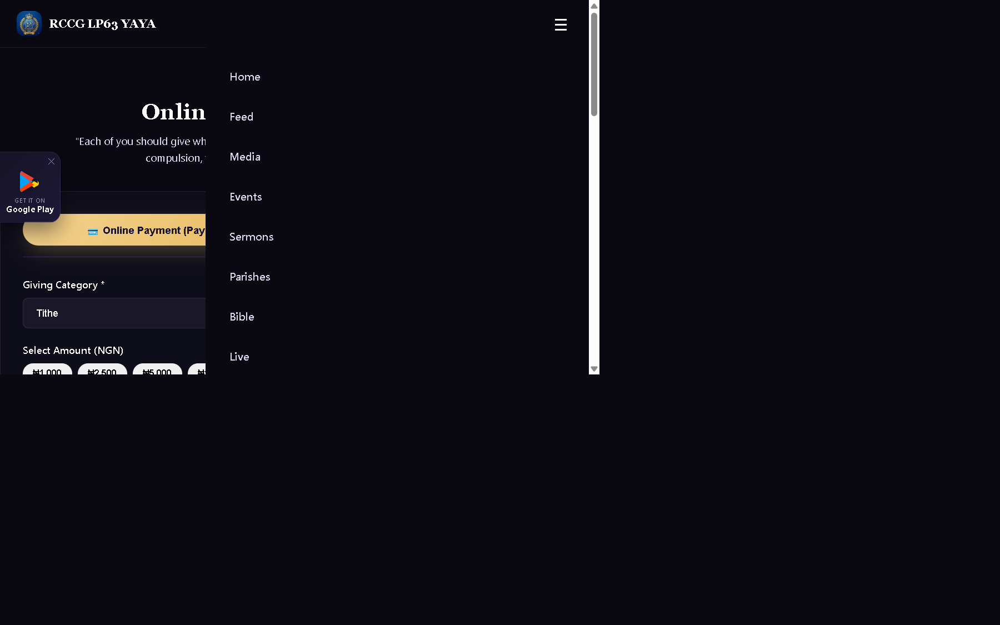 RCCG LP63 YAYA
Home
Feed
Media
Events
Sermons
Parishes
Bible
Live
Onlin
"Each of you should give wh
compulsion,
GET IT ON
Google Play
Online Payment (Pay
Giving Category *
Tithe
Select Amount (NGN)
₦1,000 ₦2,500 ₦5,000 ₦